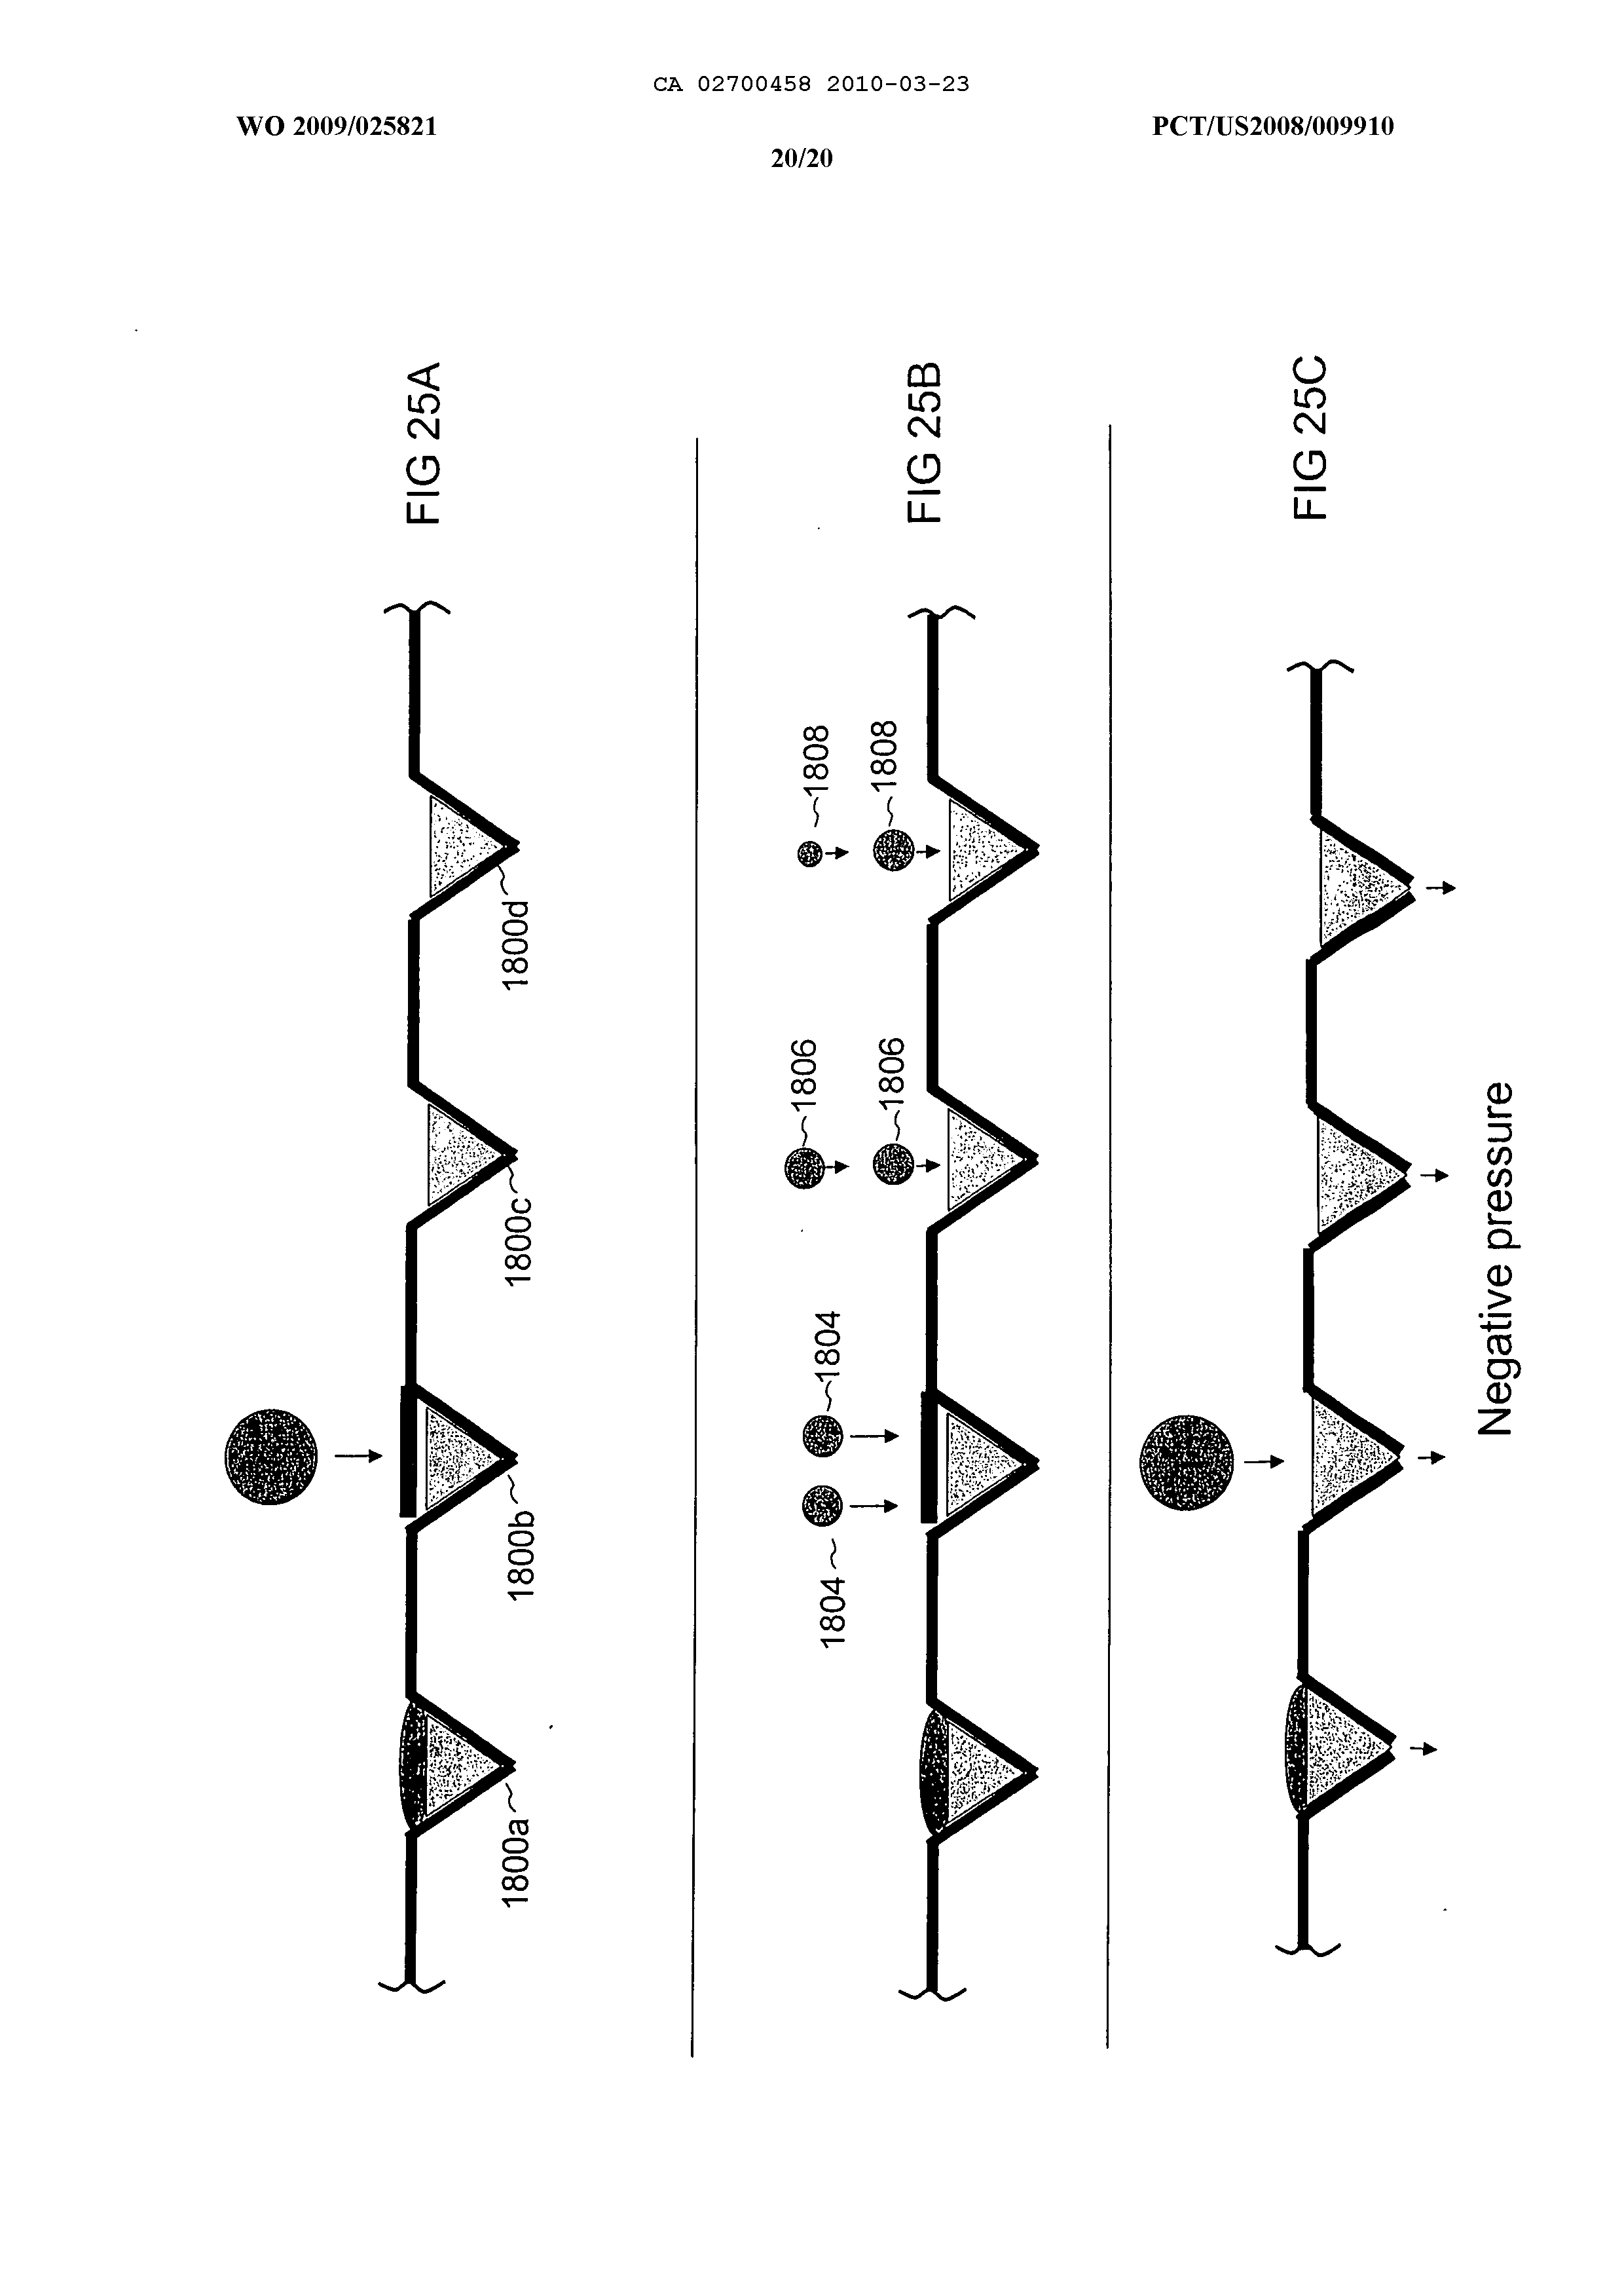 CA 02700458 2010-03-23
WO 2009/025821
PCT/US2008/009910
20/20
1800a
1800b
1800c
1800d
FIG 25A
1804
1804
1806
1806
1808
1808
FIG 25B
Negative pressure
FIG 25C